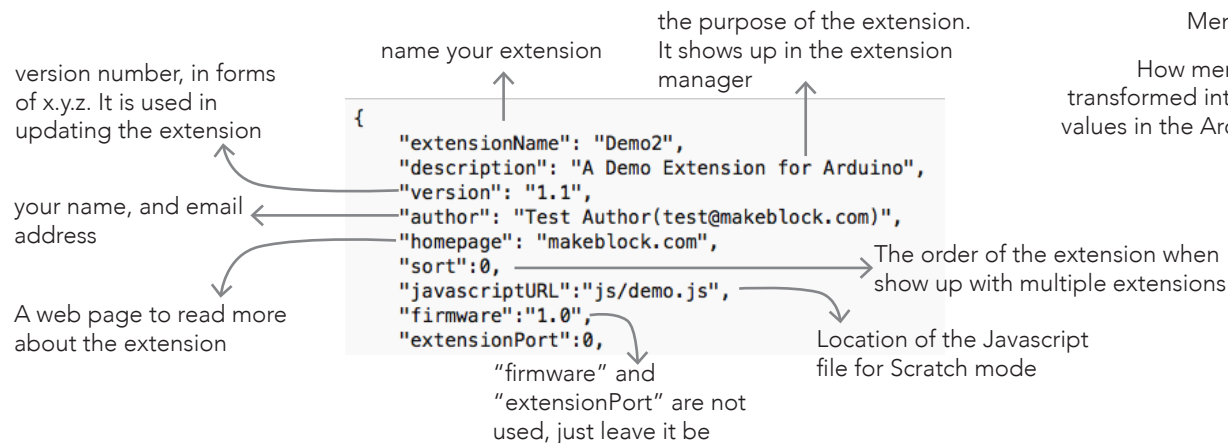 the purpose of the extension.
It shows up in the extension
manager
name your extension
version number, in forms
of x.y.z. It is used in
updating the extension
your name, and email
address
A web page to read more
about the extension
{
"extensionName": "Demo2",
"description": "A Demo Extension for Arduino",
"version": "1.1",
"author": "Test Author(test@makeblock.com)",
"homepage": "makeblock.com",
"sort":0,
"javascriptURL":"js/demo.js",
"firmware":"1.0",
"extensionPort":0,
The order of the extension when
show up with multiple extensions
Location of the Javascript
file for Scratch mode
“firmware” and
“extensionPort” are not
used, just leave it be
How
transformed
values in the